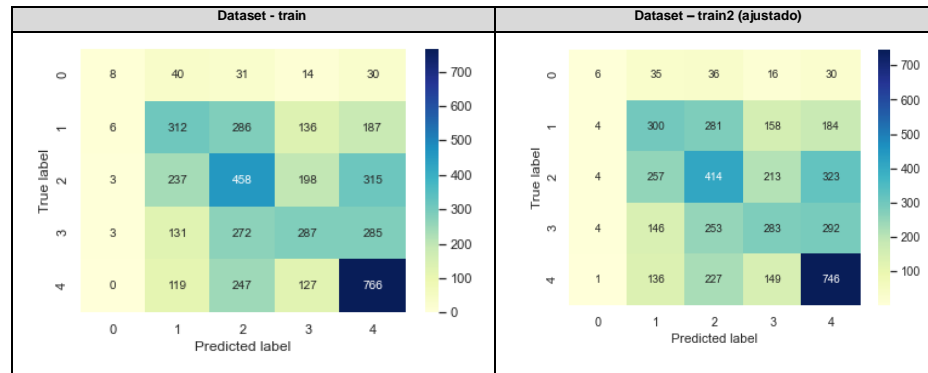 Dataset - train
Dataset – train2 (ajustado)
True label
0 8 40 31 14 30
1 6 312 286 136 187
2 3 237 458 198 315
3 3 131 272 287 285
4 0 119 247 127 766
0 1 2 3 4
Predicted label
700
600
500
400
300
200
100
0
True label
0 6 35 36 16 30
1 4 300 281 158 184
2 4 257 414 213 323
3 4 146 253 283 292
4 1 136 227 149 746
0 1 2 3 4
Predicted label
700
600
500
400
300
200
100